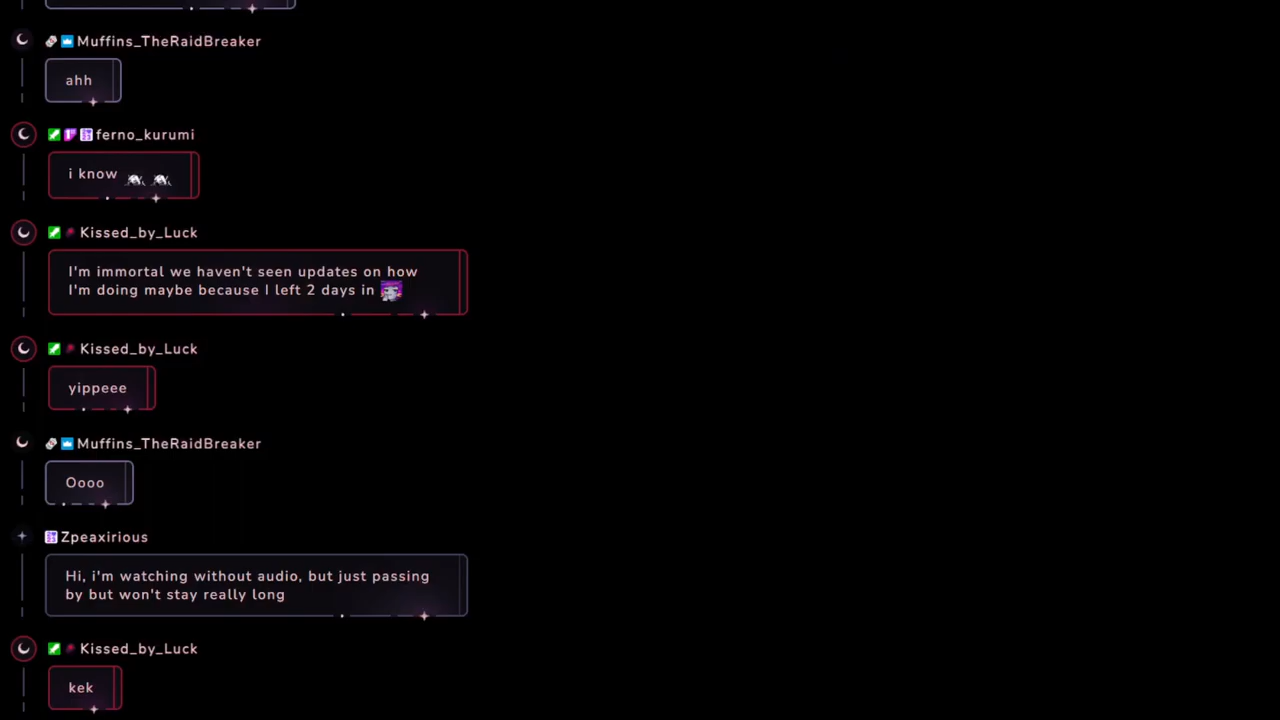 Muffins_TheRaidBreaker
ahh
ferno_kurumi
i know
Kissed_by_Luck
I'm immortal we haven't seen updates on how
I'm doing maybe because I left 2 days in
Kissed_by_Luck
yippeee
Muffins_TheRaidBreaker
Oooo
Zpeaxirious
Hi, i'm watching without audio, but just passing
by but won't stay really long
Kissed_by_Luck
kek